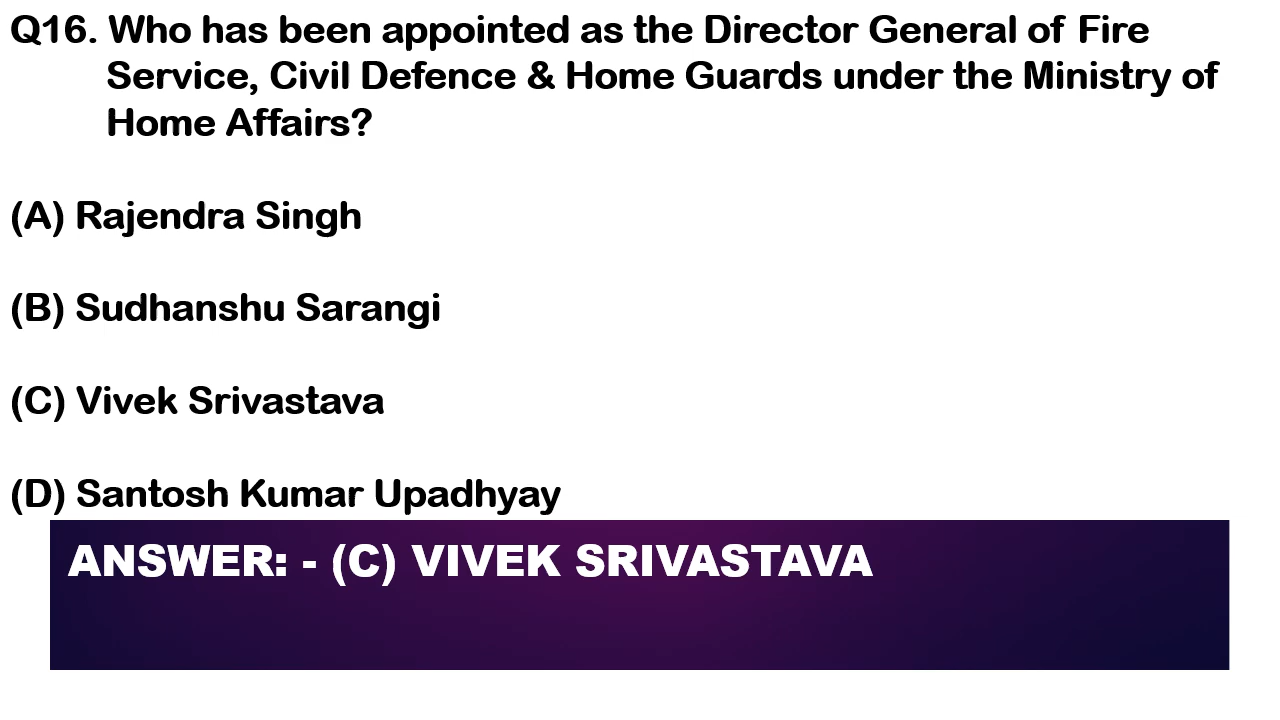 Q16. Who has been appointed as the Director General of Fire
Service, Civil Defence & Home Guards under the Ministry of
Home Affairs?
(A) Rajendra Singh
(B) Sudhanshu Sarangi
(C) Vivek Srivastava
(D) Santosh Kumar Upadhyay
ANSWER: - (C) VIVEK SRIVASTAVA